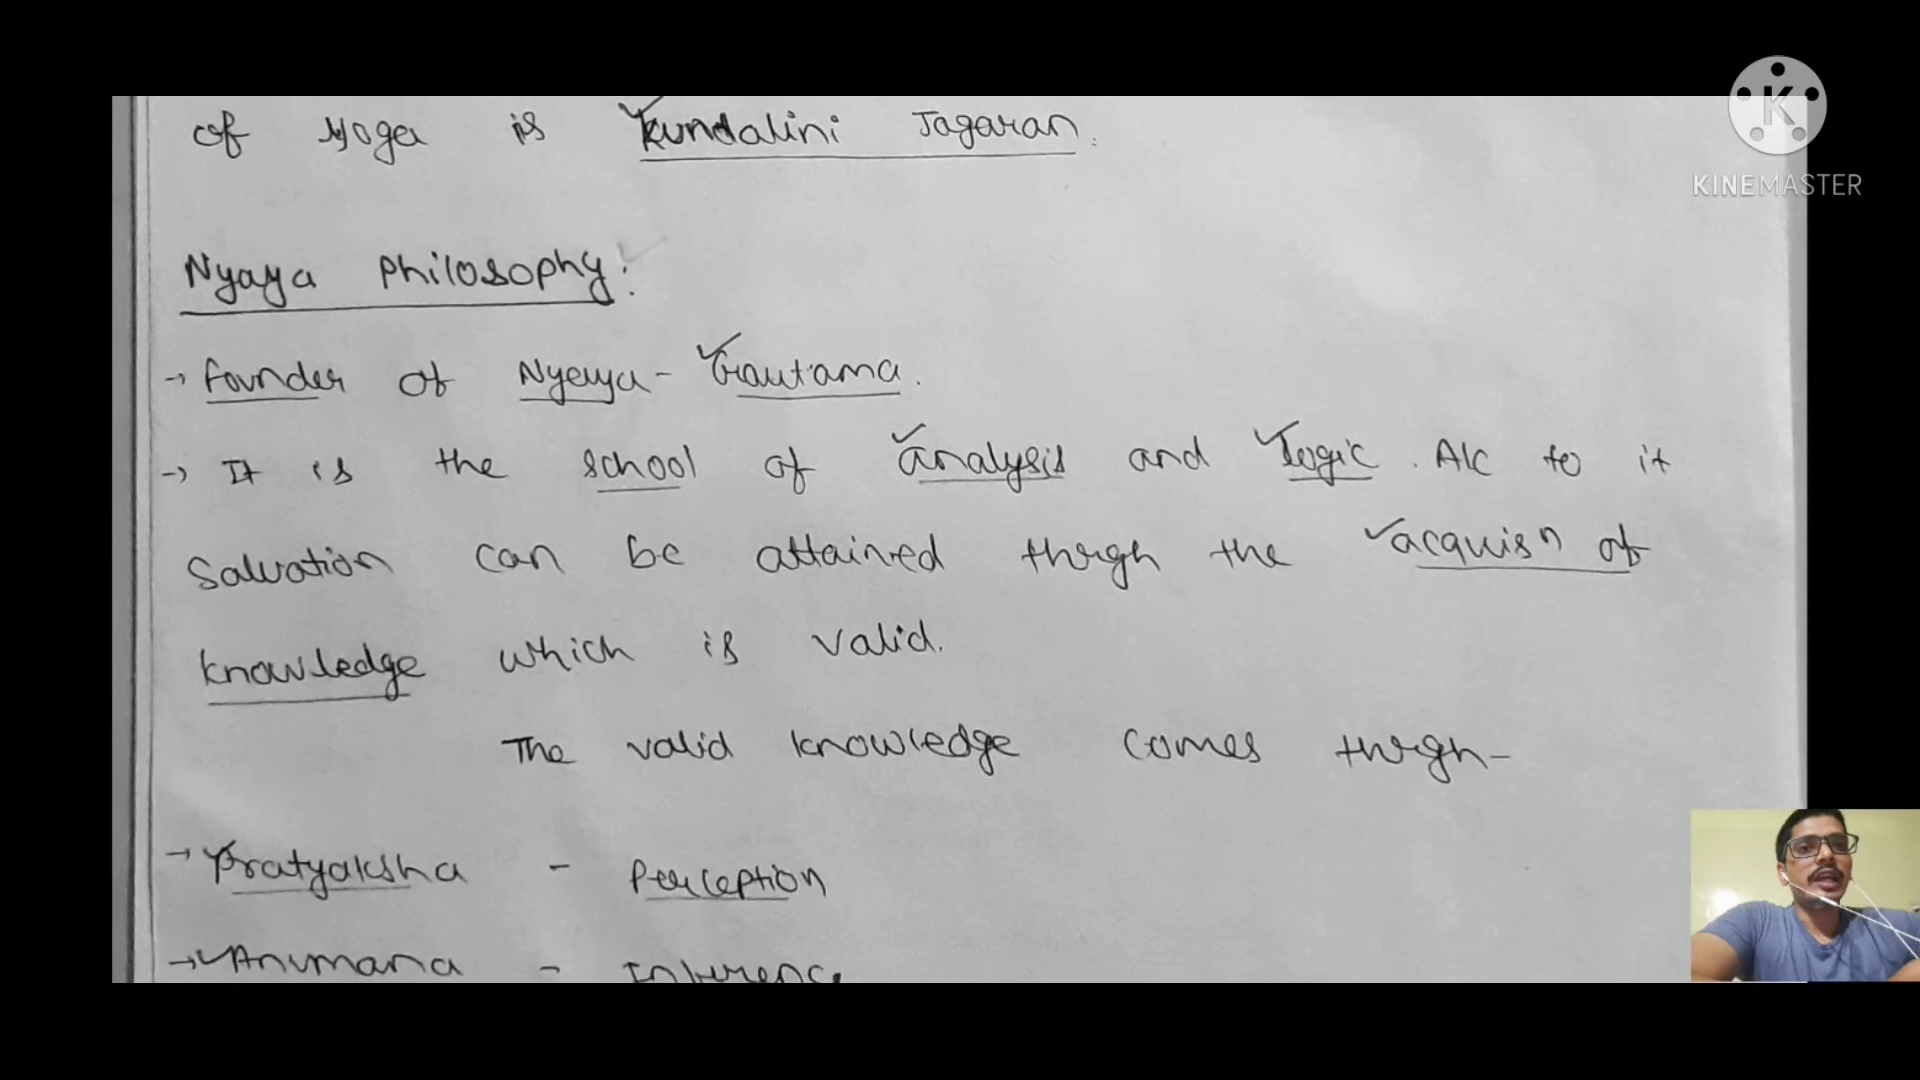 of Yoga is Kundalini Jagaran.
KINEMASTER
Nyaya Philosophy:
→ founder of Nyaya - Gautama.
→ It is the school of analysis and logic. A/c to it
Salvation can be attained thrgh the acquisn of
knowledge which is valid.
The valid knowledge comes thrgh-
→ Pratyaksha - Perception
→ Anumana - Inference